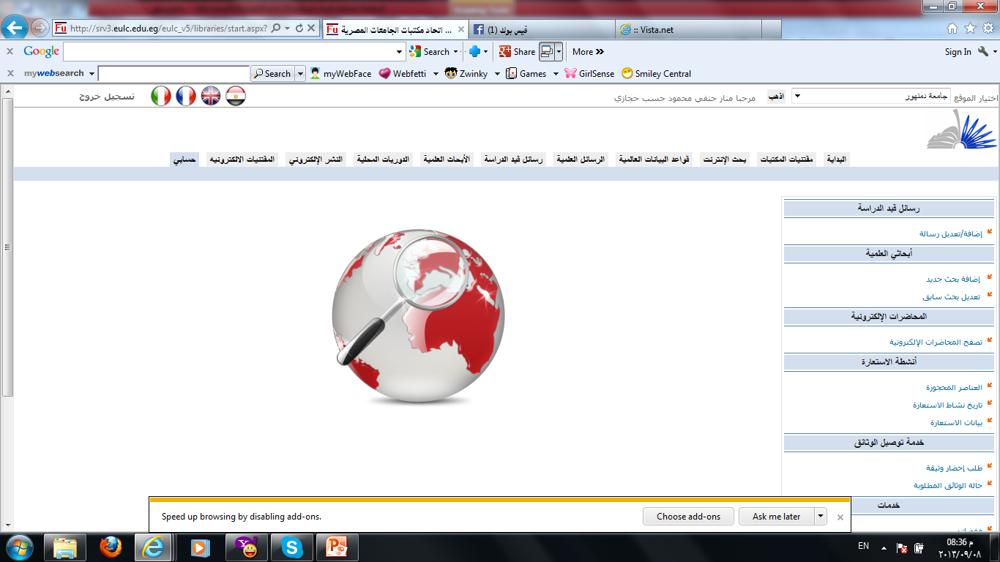 http://srv3.eulc.edu.eg/eulc_v5/libraries/start.aspx?
Fu
اتحاد مكتبات الجامعات المصرية ...
فيس بوك (1)
:: Vista.net
x Google
Search
Share
More »
Sign In
x mywebsearch
Search
myWebFace
Webfetti
Zwinky
Games
GirlSense
Smiley Central
اختيار الموقع
جامعة دمنهور
اذهب
مرحبا منار حنفي محمود حسب حجازي
تسجيل خروج
البداية
مقتنيات المكتبات
بحث الإنترنت
قواعد البيانات العالمية
الرسائل العلمية
رسائل قيد الدراسة
الأبحاث العلمية
الدوريات المحلية
النشر الإلكتروني
المقتنيات الالكترونيه
حسابي
رسائل قيد الدراسة
إضافة/تعديل رسالة
أبحاثي العلمية
إضافة بحث جديد
تعديل بحث سابق
المحاضرات الإلكترونية
تصفح المحاضرات الإلكترونية
أنشطة الاستعارة
العناصر المحجوزة
تاريخ نشاط الاستعارة
بيانات الاستعارة
خدمة توصيل الوثائق
طلب إحضار وثيقة
حالة الوثائق المطلوبة
خدمات
Speed up browsing by disabling add-ons.
Choose add-ons
Ask me later
EN
08:36 م
٢٠١٣/٠٩/٠٨